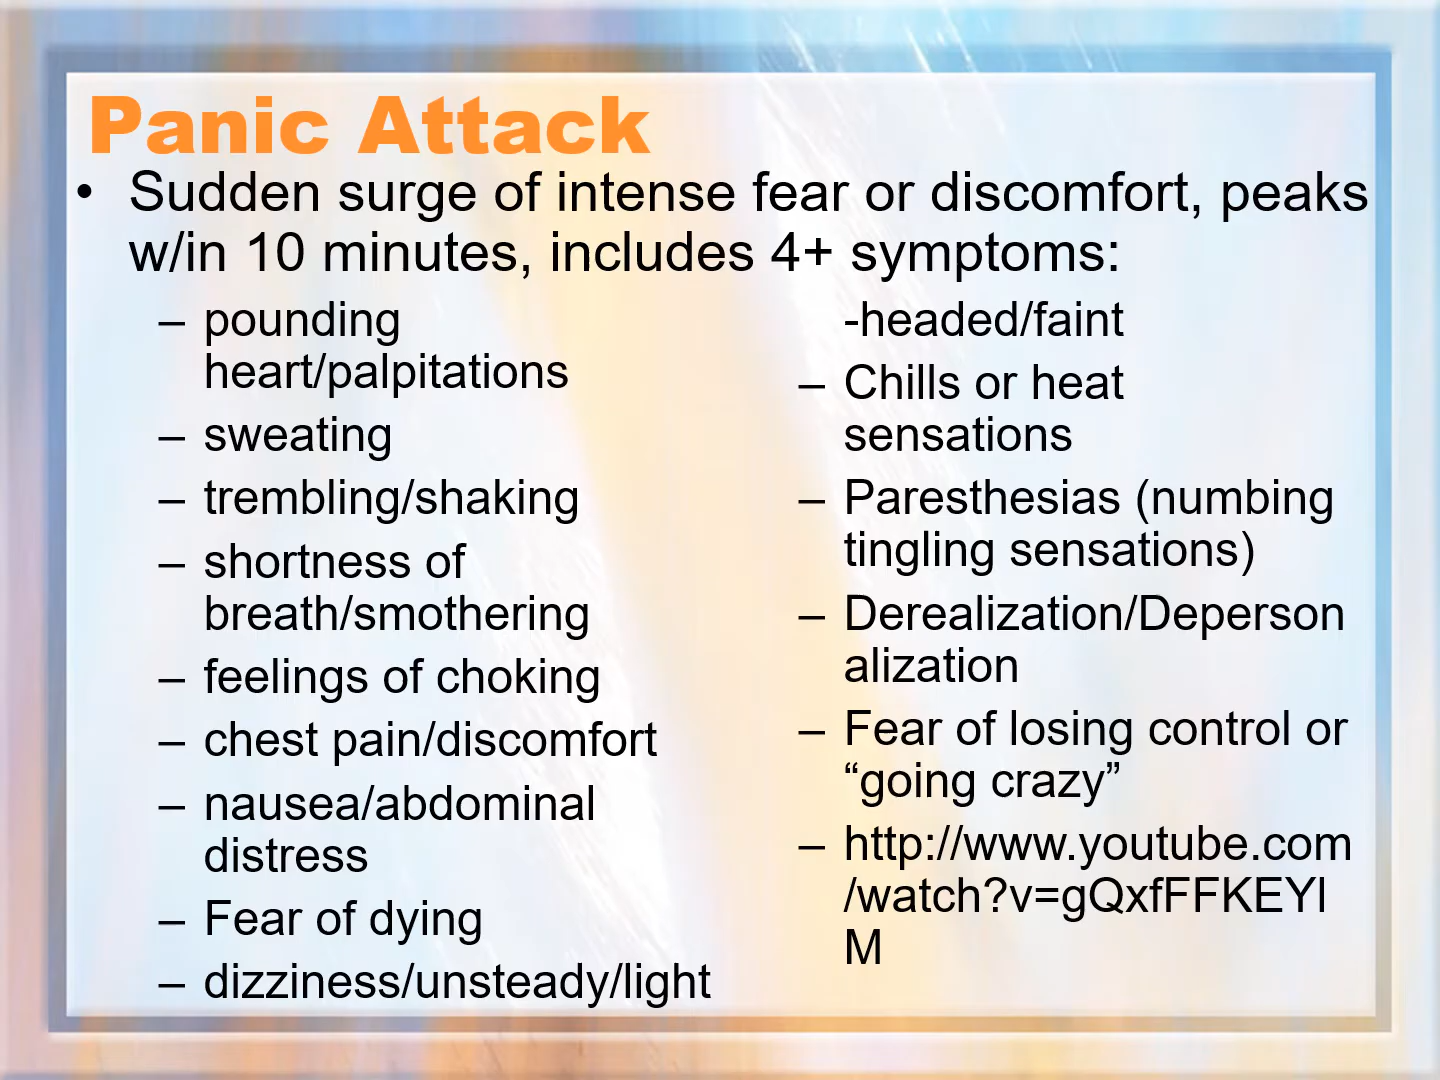 Panic Attack
• Sudden surge of intense fear or discomfort, peaks
w/in 10 minutes, includes 4+ symptoms:
– pounding
heart/palpitations
– sweating
– trembling/shaking
– shortness of
breath/smothering
– feelings of choking
– chest pain/discomfort
– nausea/abdominal
distress
– Fear of dying
– dizziness/unsteady/light
-headed/faint
– Chills or heat
sensations
– Paresthesias (numbing
tingling sensations)
– Derealization/Deperson
alization
– Fear of losing control or
“going crazy”
– http://www.youtube.com
/watch?v=gQxfFFKEYl
M